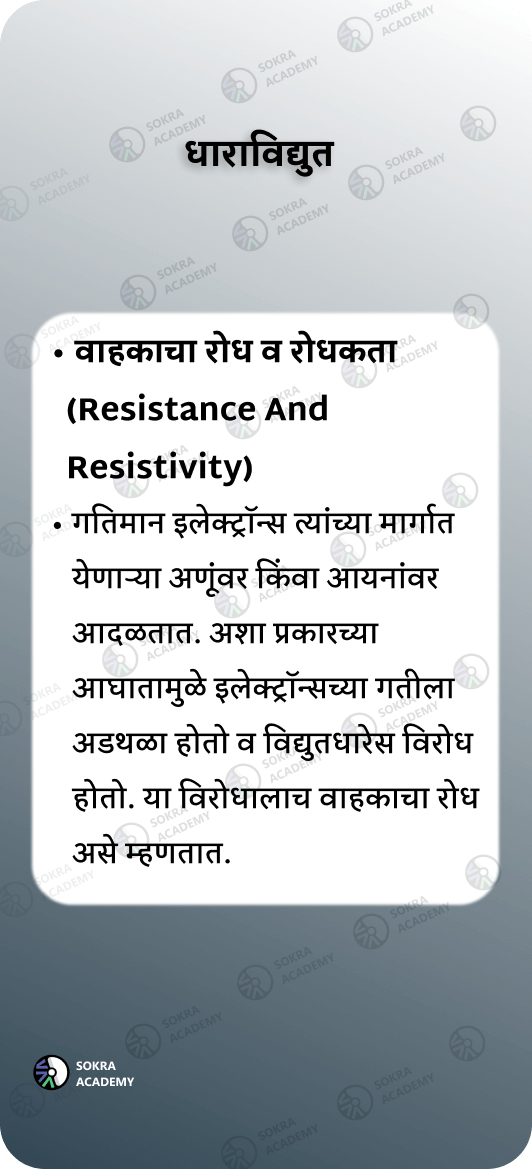 धाराविद्युत
• वाहकाचा रोध व रोधकता
(Resistance And
Resistivity)
• गतिमान इलेक्ट्रॉन्स त्यांच्या मार्गात
येणाऱ्या अणूंवर किंवा आयनांवर
आदळतात. अशा प्रकारच्या
आघातामुळे इलेक्ट्रॉन्सच्या गतीला
अडथळा होतो व विद्युतधारेस विरोध
होतो. या विरोधालाच वाहकाचा रोध
असे म्हणतात.
SOKRA
ACADEMY